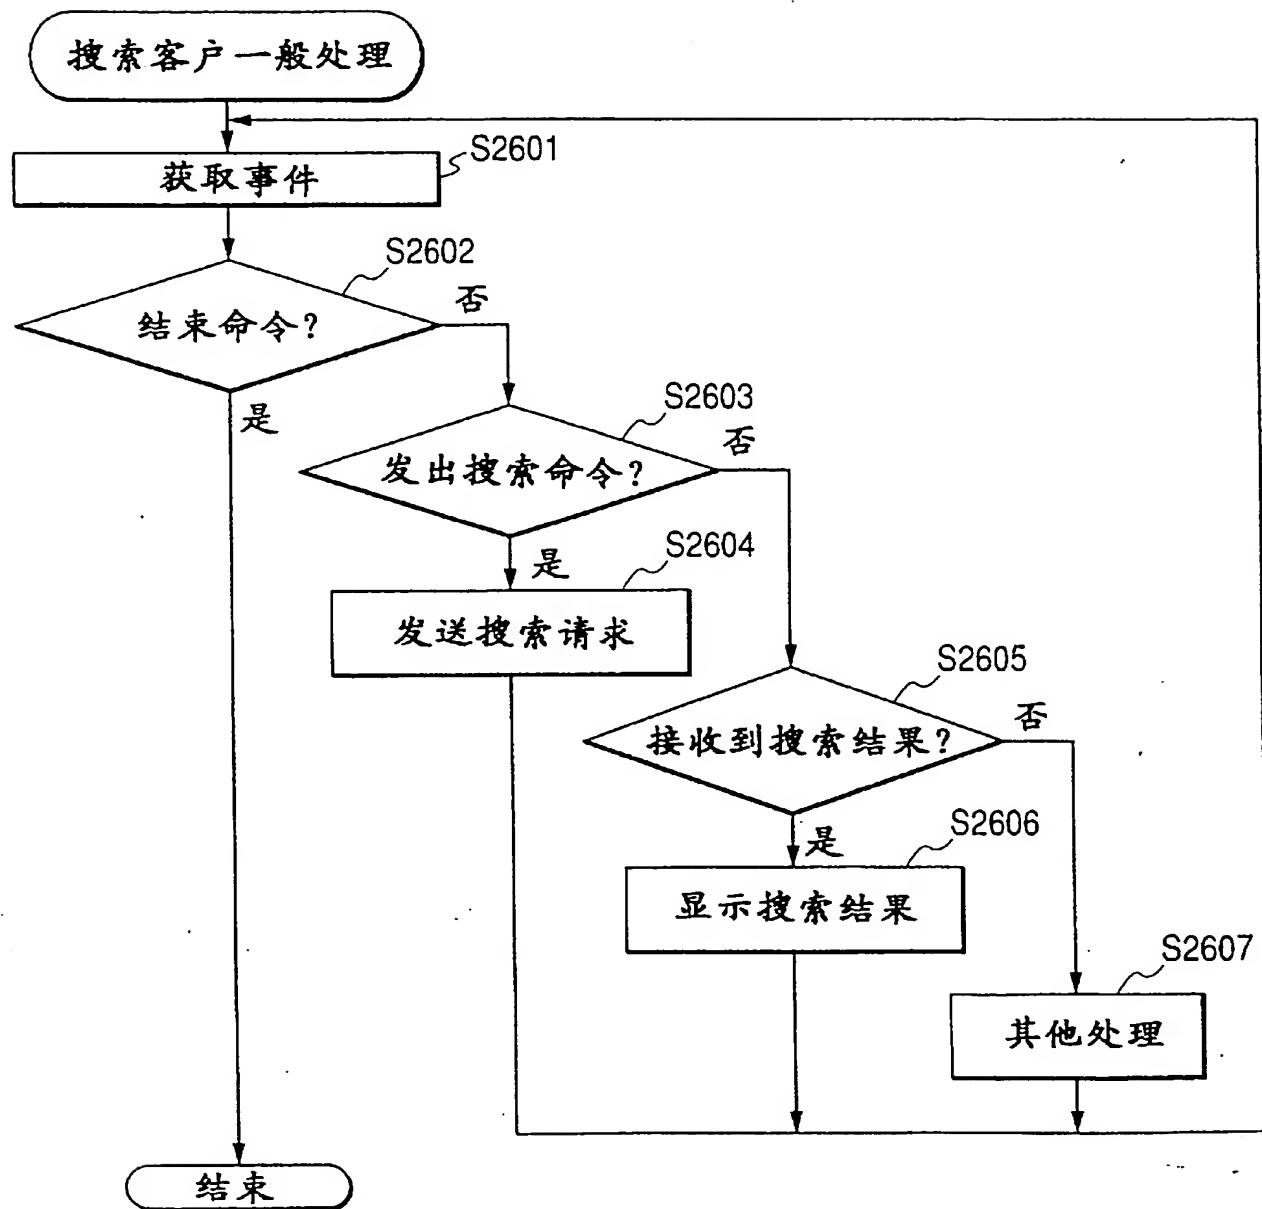 搜索客户一般处理
S2601
获取事件
S2602
否
结束命令?
是
S2603
否
发出搜索命令?
S2604
是
发送搜索请求
S2605
否
接收到搜索结果?
S2606
是
显示搜索结果
S2607
其他处理
结束